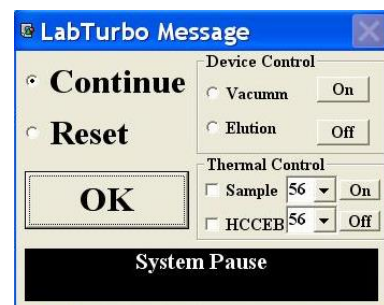 LabTurbo Message
Continue
Reset
OK
Device Control
Vacumm On
Elution Off
Thermal Control
Sample 56 On
HCCEB 56 Off
System Pause